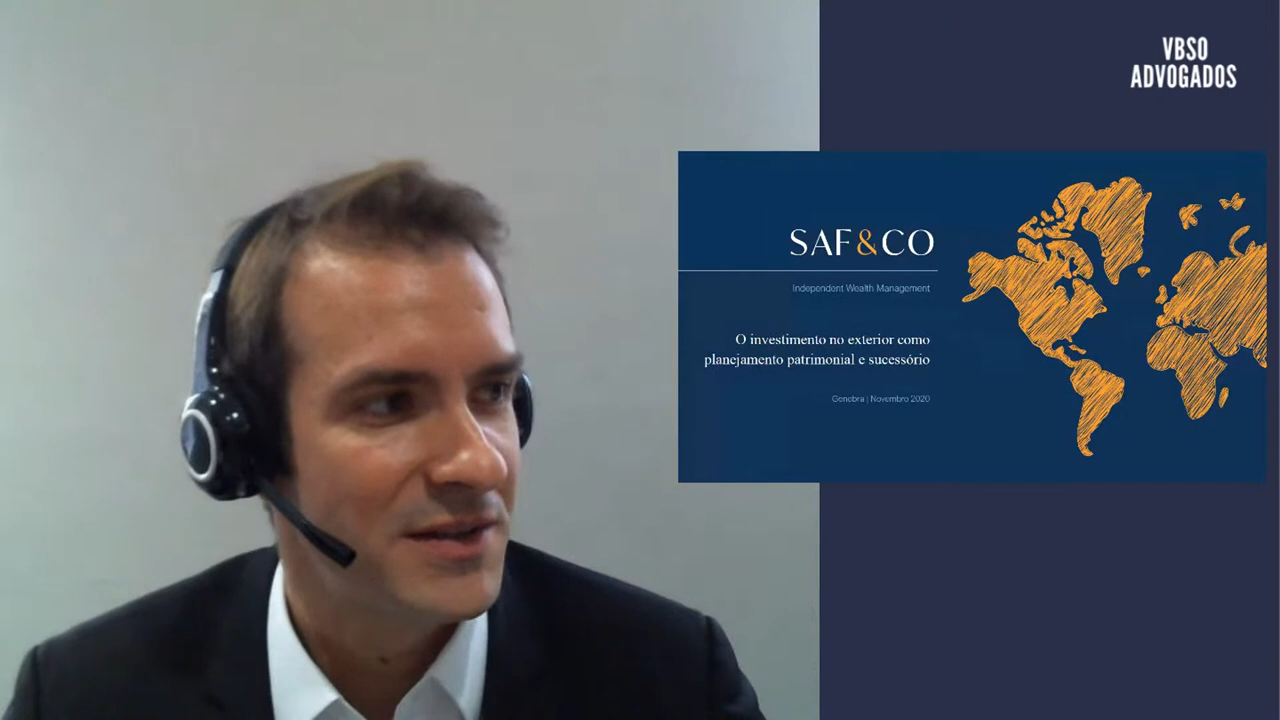 VBSO
ADVOGADOS
SAF&CO
Independent Wealth Management
O investimento no exterior como
planejamento patrimonial e sucessório
Genebra | Novembro 2020